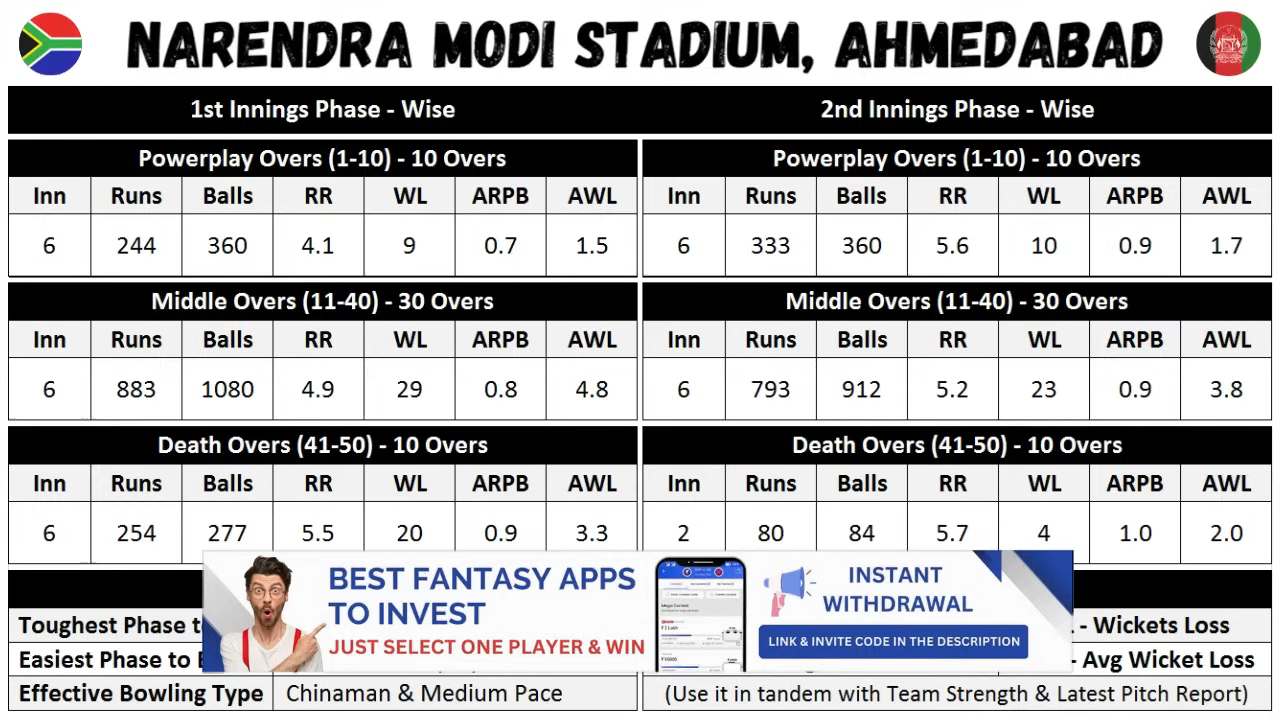 NARENDRA MODI STADIUM, AHMEDABAD
1st Innings Phase - Wise
2nd Innings Phase - Wise
Powerplay Overs (1-10) - 10 Overs
Inn Runs Balls RR WL ARPB AWL
6 244 360 4.1 9 0.7 1.5
Powerplay Overs (1-10) - 10 Overs
Inn Runs Balls RR WL ARPB AWL
6 333 360 5.6 10 0.9 1.7
Middle Overs (11-40) - 30 Overs
Inn Runs Balls RR WL ARPB AWL
6 883 1080 4.9 29 0.8 4.8
Middle Overs (11-40) - 30 Overs
Inn Runs Balls RR WL ARPB AWL
6 793 912 5.2 23 0.9 3.8
Death Overs (41-50) - 10 Overs
Inn Runs Balls RR WL ARPB AWL
6 254 277 5.5 20 0.9 3.3
Death Overs (41-50) - 10 Overs
Inn Runs Balls RR WL ARPB AWL
2 80 84 5.7 4 1.0 2.0
BEST FANTASY APPS
TO INVEST
JUST SELECT ONE PLAYER & WIN
INSTANT
WITHDRAWAL
LINK & INVITE CODE IN THE DESCRIPTION
Toughest Phase
- Wickets Loss
Easiest Phase to
- Avg Wicket Loss
Effective Bowling Type Chinaman & Medium Pace
(Use it in tandem with Team Strength & Latest Pitch Report)